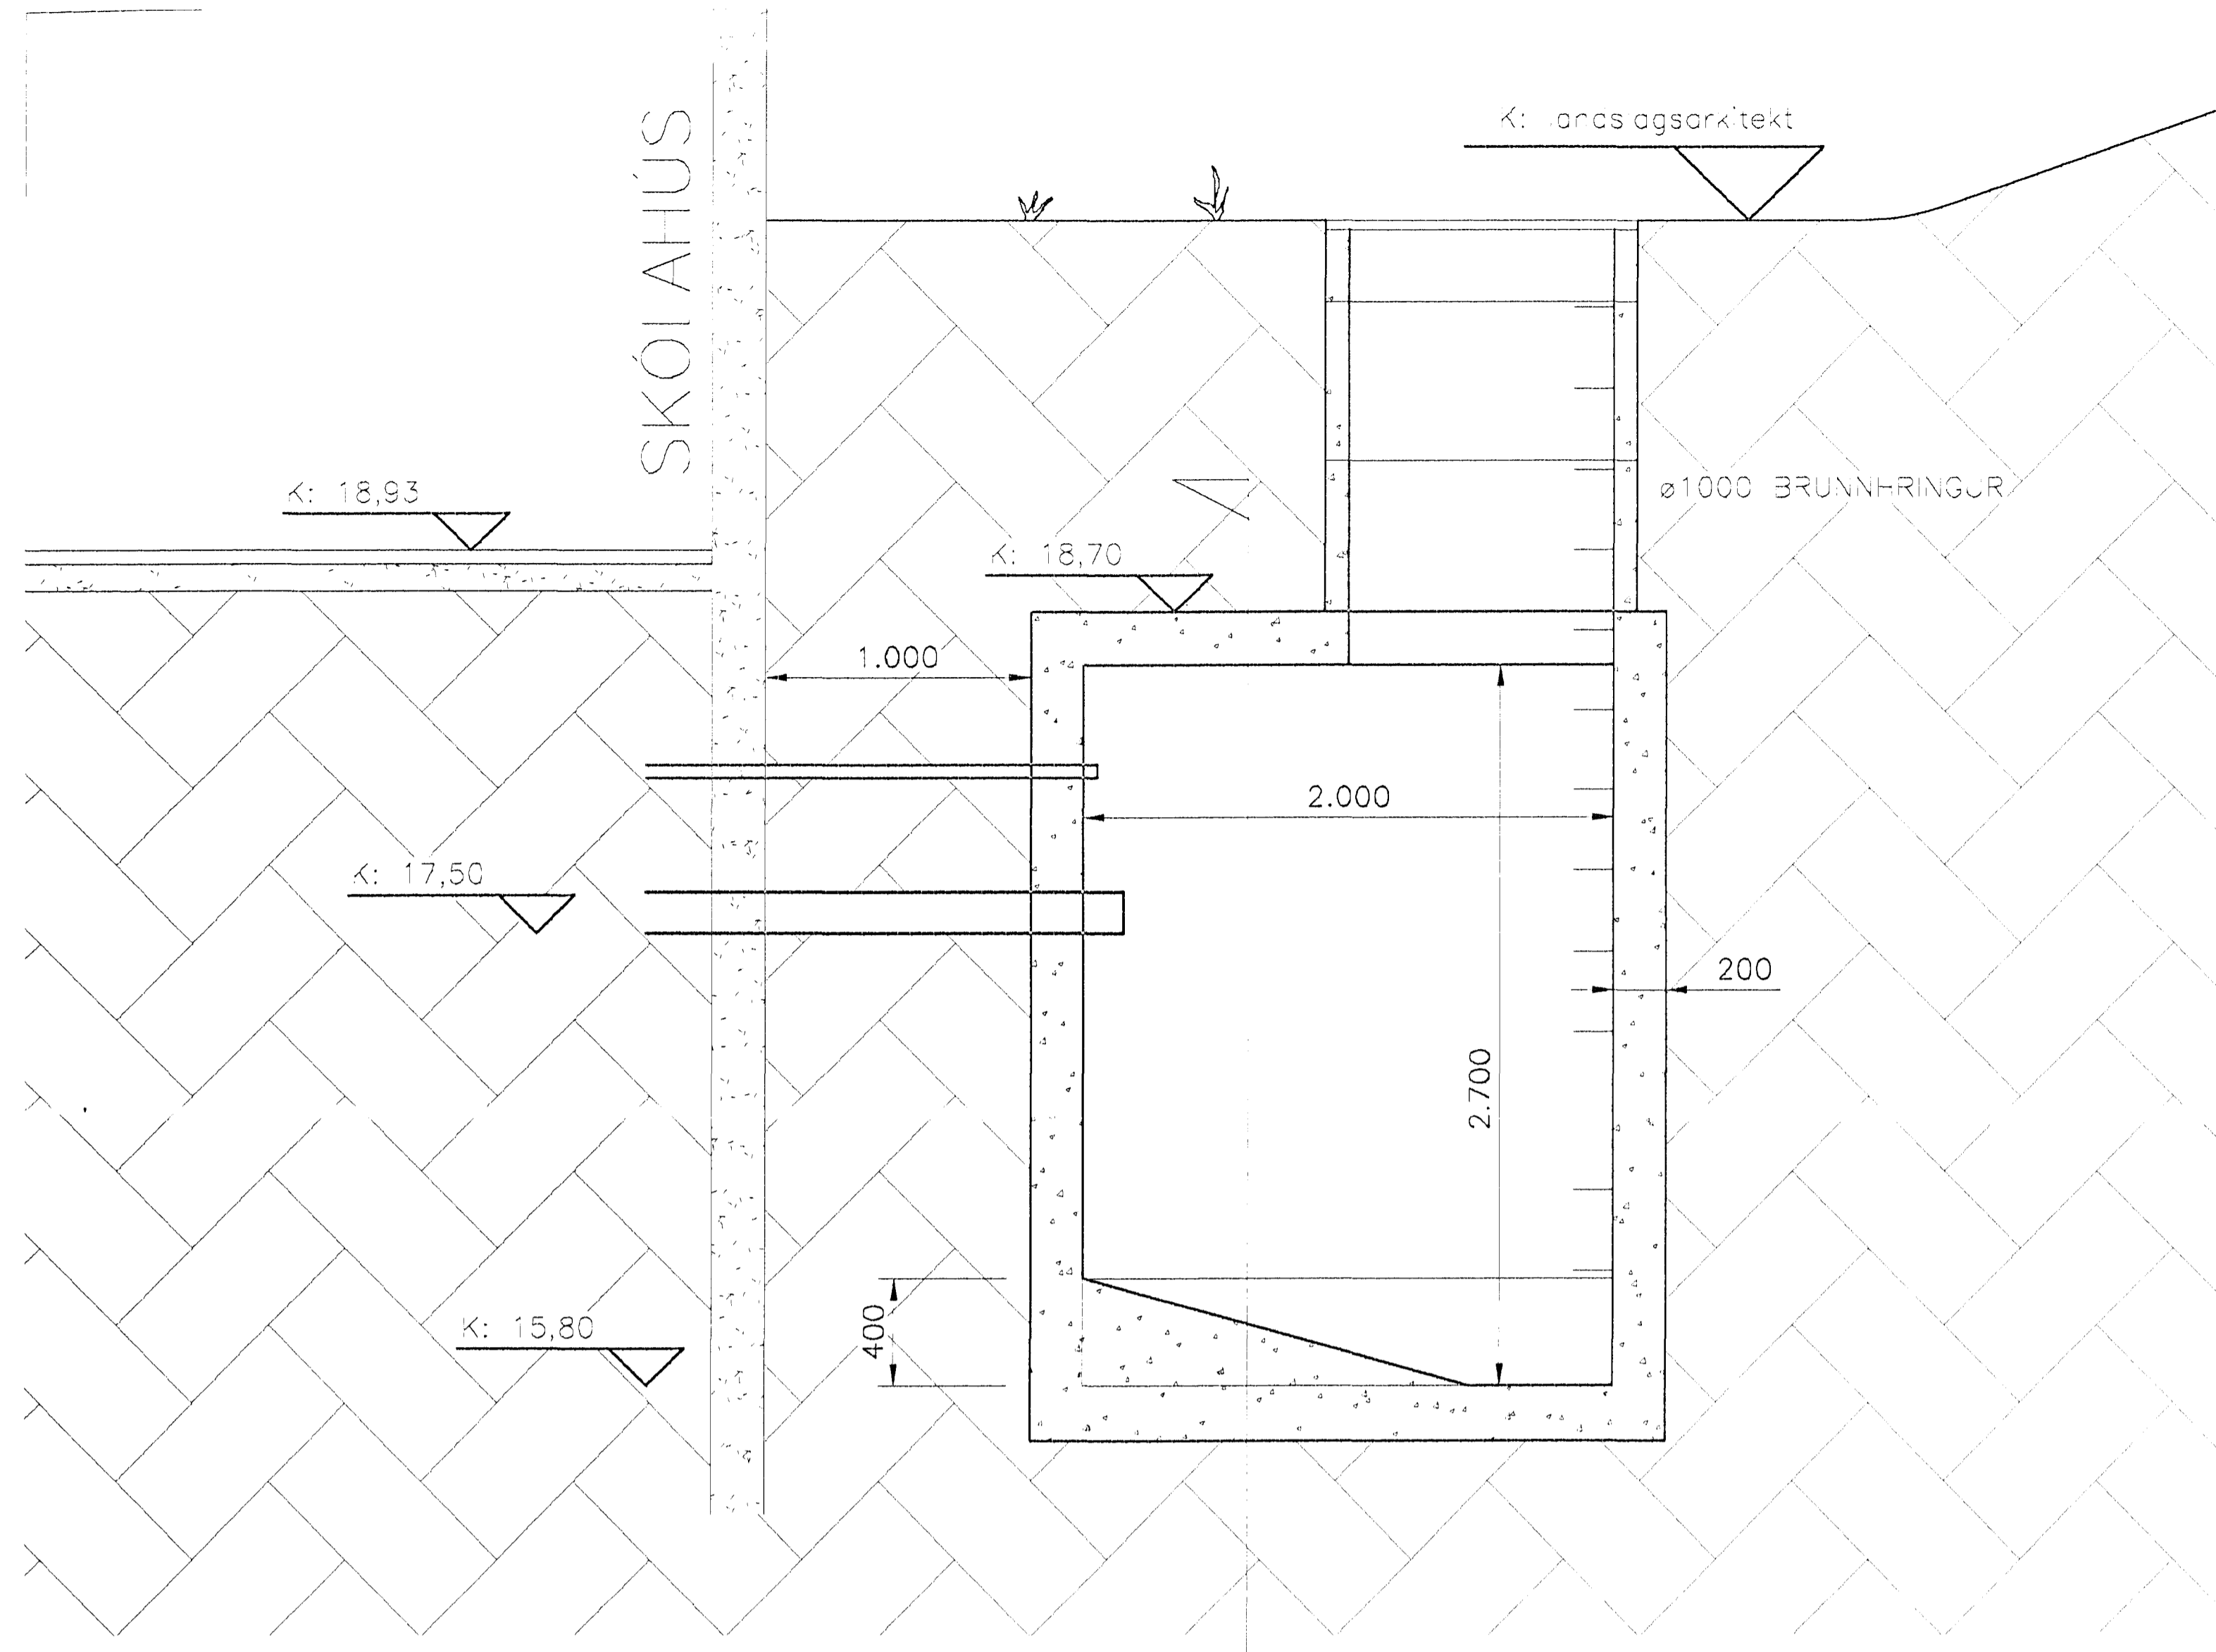 K: landslagsarkitekt
SKÓLAHÚS
K: 18,93
ø1000 BRUNNHRINGUR
K: 18,70
1.000
2.000
K: 17,50
200
2.700
K: 15,80
400